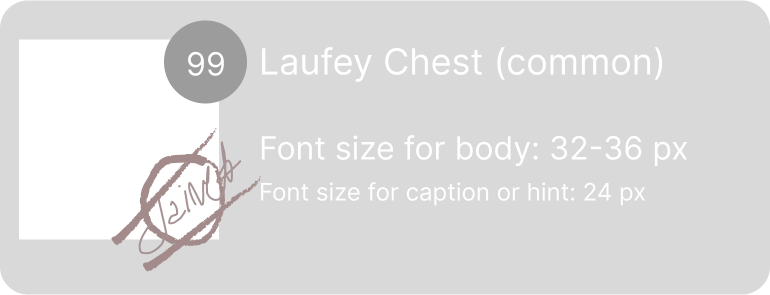 99
Laufey Chest (common)
Font size for body: 32-36 px
Font size for caption or hint: 24 px